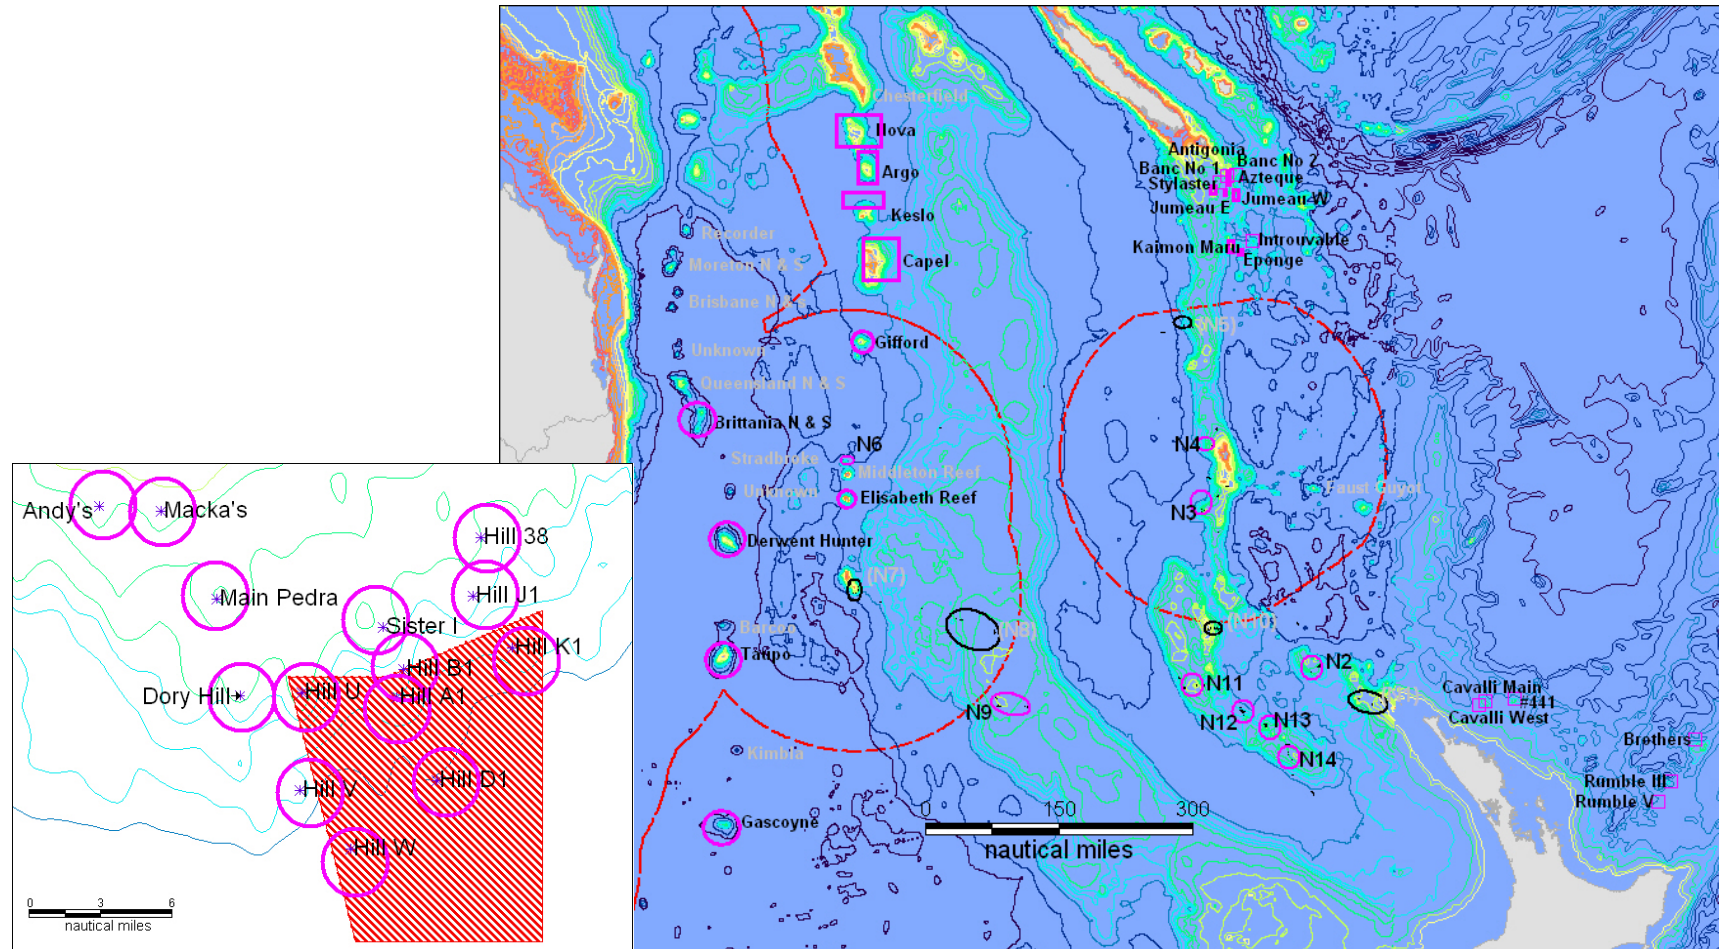 Chesterfield
Nova
Argo
Keslo
Capel
Antigonia
Banc No 2
Banc No 1
Azteque
Stylaster
Jumeau W
Jumeau E
Kaimon Maru
Introuvable
Eponge
Recorder
Moreton N & S
Brisbane N & s
Unknown
Queensland N & S
Brittania N & S
Gifford
(N5)
N6
N4
Stradbroke
Middleton Reef
Unknown
Elisabeth Reef
Faust Guyot
N3
Derwent Hunter
(N7)
(N8)
(N10)
Barcoo
Taupo
N2
N11
N9
N12
N13
N14
Cavalli Main
#441
Cavalli West
Brothers
Rumble III
Rumble V
Kimbla
Gascoyne
0 150 300
nautical miles
Andy's
Macka's
Hill 38
Main Pedra
Hill J1
Sister I
Hill K1
Hill B1
Dory Hill
Hill U
Hill A1
Hill D1
Hill V
Hill W
0 3 6
nautical miles